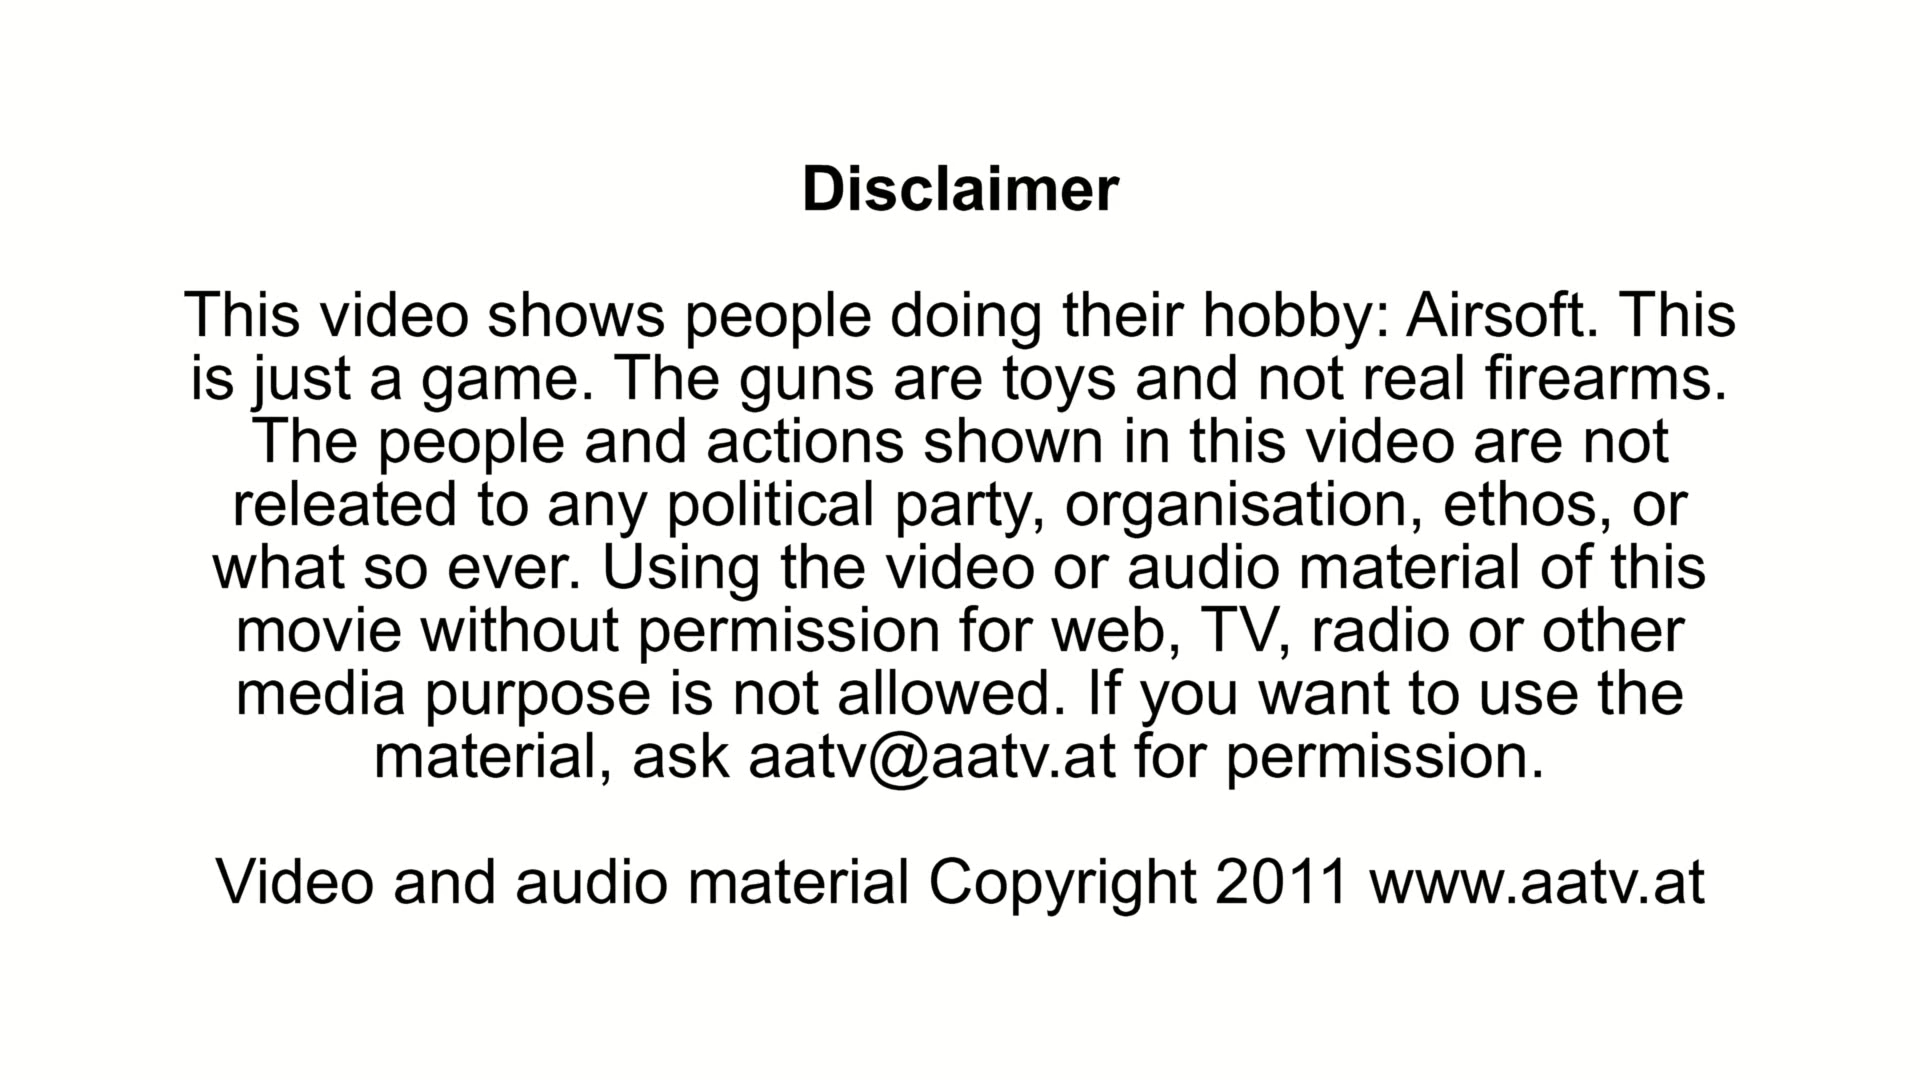 Disclaimer
This video shows people doing their hobby: Airsoft. This
is just a game. The guns are toys and not real firearms.
The people and actions shown in this video are not
releated to any political party, organisation, ethos, or
what so ever. Using the video or audio material of this
movie without permission for web, TV, radio or other
media purpose is not allowed. If you want to use the
material, ask aatv@aatv.at for permission.
Video and audio material Copyright 2011 www.aatv.at